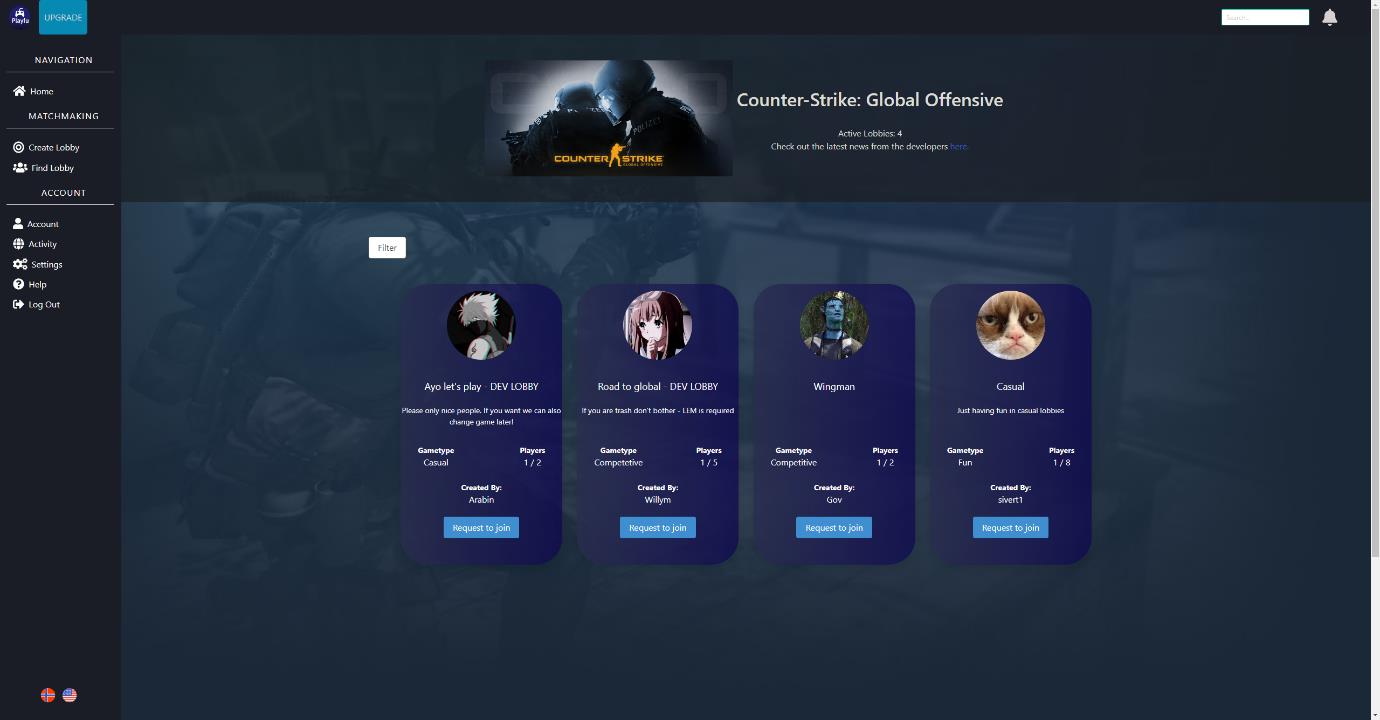 Playfu
UPGRADE
Search..
NAVIGATION
Home
MATCHMAKING
Create Lobby
Find Lobby
ACCOUNT
Account
Activity
Settings
Help
Log Out
POLIZEI
COUNTER STRIKE
GLOBAL OFFENSIVE
Counter-Strike: Global Offensive
Active Lobbies: 4
Check out the latest news from the developers here.
Filter
Ayo let's play - DEV LOBBY
Please only nice people. If you want we can also
change game later!
Gametype Players
Casual 1 / 2
Created By:
Arabin
Request to join
Road to global - DEV LOBBY
If you are trash don't bother - LEM is required
Gametype Players
Competetive 1 / 5
Created By:
Willym
Request to join
Wingman
Gametype Players
Competitive 1 / 2
Created By:
Gov
Request to join
Casual
Just having fun in casual lobbies
Gametype Players
Fun 1 / 8
Created By:
sivert1
Request to join